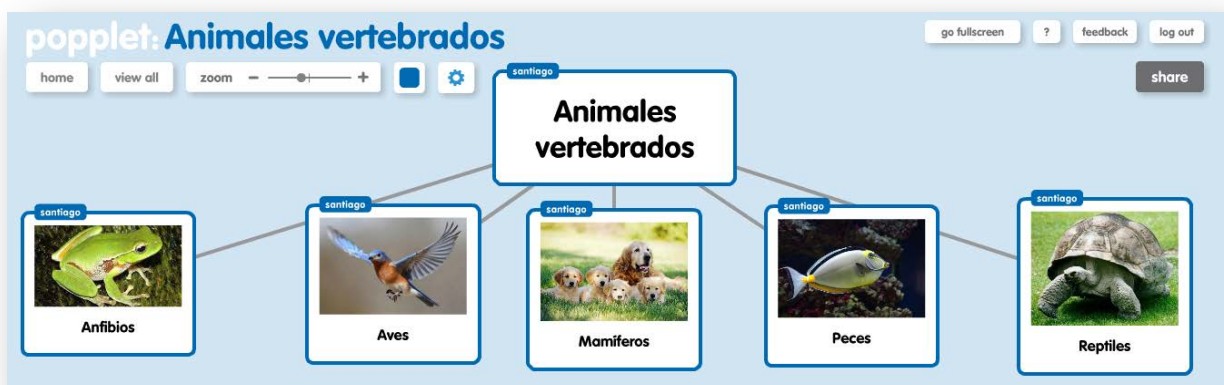 popplet: Animales vertebrados
go fullscreen
?
feedback
log out
home
view all
zoom - +
share
santiago
Animales
vertebrados
santiago
Anfibios
santiago
Aves
santiago
Mamíferos
santiago
Peces
santiago
Reptiles